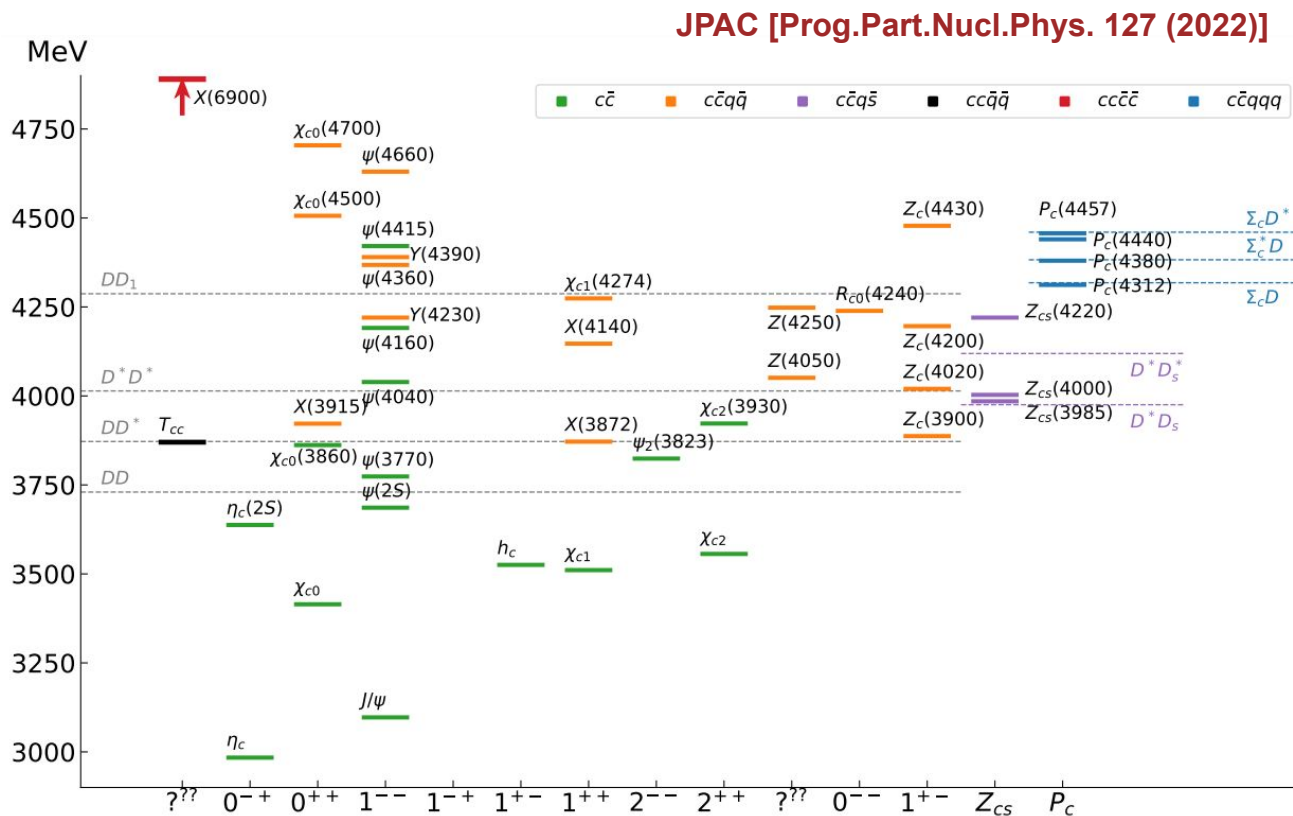 JPAC [Prog.Part.Nucl.Phys. 127 (2022)]
MeV
cc̄ cc̄qq̄ cc̄qs̄ ccq̄q̄ ccc̄c̄ cc̄qqq
X(6900)
4750
χc0(4700)
ψ(4660)
4500
χc0(4500)
Zc(4430)
Pc(4457)
ΣcD*
ψ(4415)
Y(4390)
Pc(4440)
Σc*D
ψ(4360)
Pc(4380)
DD1
χc1(4274)
Rc0(4240)
Pc(4312)
ΣcD
4250
Y(4230)
Z(4250)
Zcs(4220)
ψ(4160)
X(4140)
Zc(4200)
D*Ds*
D*D*
Z(4050)
Zc(4020)
4000
ψ(4040)
Zcs(4000)
X(3915)
χc2(3930)
Zcs(3985)
D*Ds
DD*
Tcc
X(3872)
ψ2(3823)
Zc(3900)
χc0(3860)
ψ(3770)
3750
DD
ψ(2S)
ηc(2S)
hc
χc1
χc2
3500
χc0
3250
J/ψ
3000
ηc
?^?? 0^-+ 0^++ 1^-- 1^-+ 1^+- 1^++ 2^-- 2^++ ?^?? 0^-- 1^+- Zcs Pc